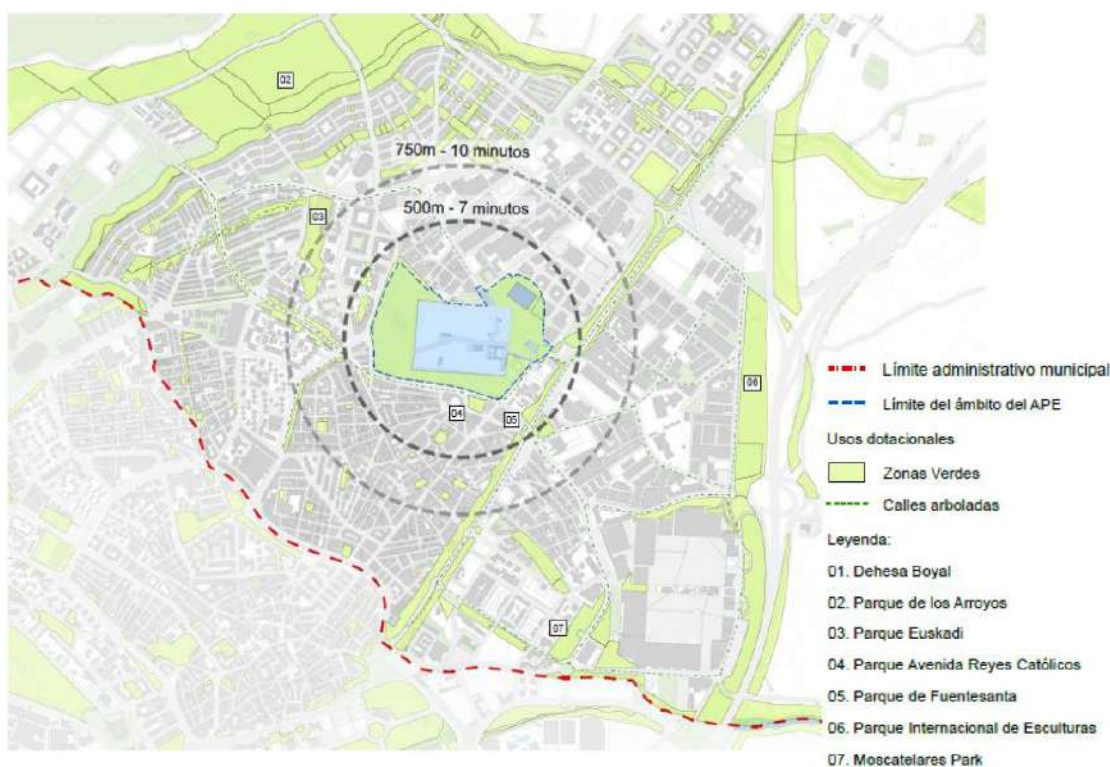 02
750m - 10 minutos
500m - 7 minutos
03
04
05
06
07
Límite administrativo municipal
Límite del ámbito del APE
Usos dotacionales
Zonas Verdes
Calles arboladas
Leyenda:
01. Dehesa Boyal
02. Parque de los Arroyos
03. Parque Euskadi
04. Parque Avenida Reyes Católicos
05. Parque de Fuentesanta
06. Parque Internacional de Esculturas
07. Moscatelares Park